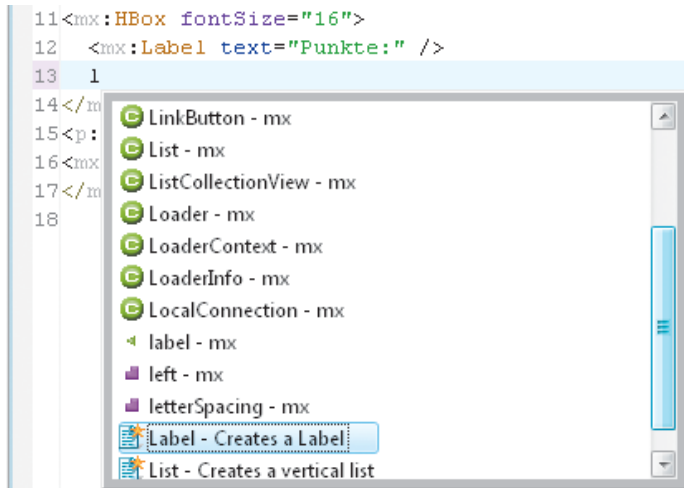 11<mx:HBox fontSize="16">
12 <mx:Label text="Punkte:" />
13 l
14</m
15<p:
16<mx
17</m
18
LinkButton - mx
List - mx
ListCollectionView - mx
Loader - mx
LoaderContext - mx
LoaderInfo - mx
LocalConnection - mx
label - mx
left - mx
letterSpacing - mx
Label - Creates a Label
List - Creates a vertical list